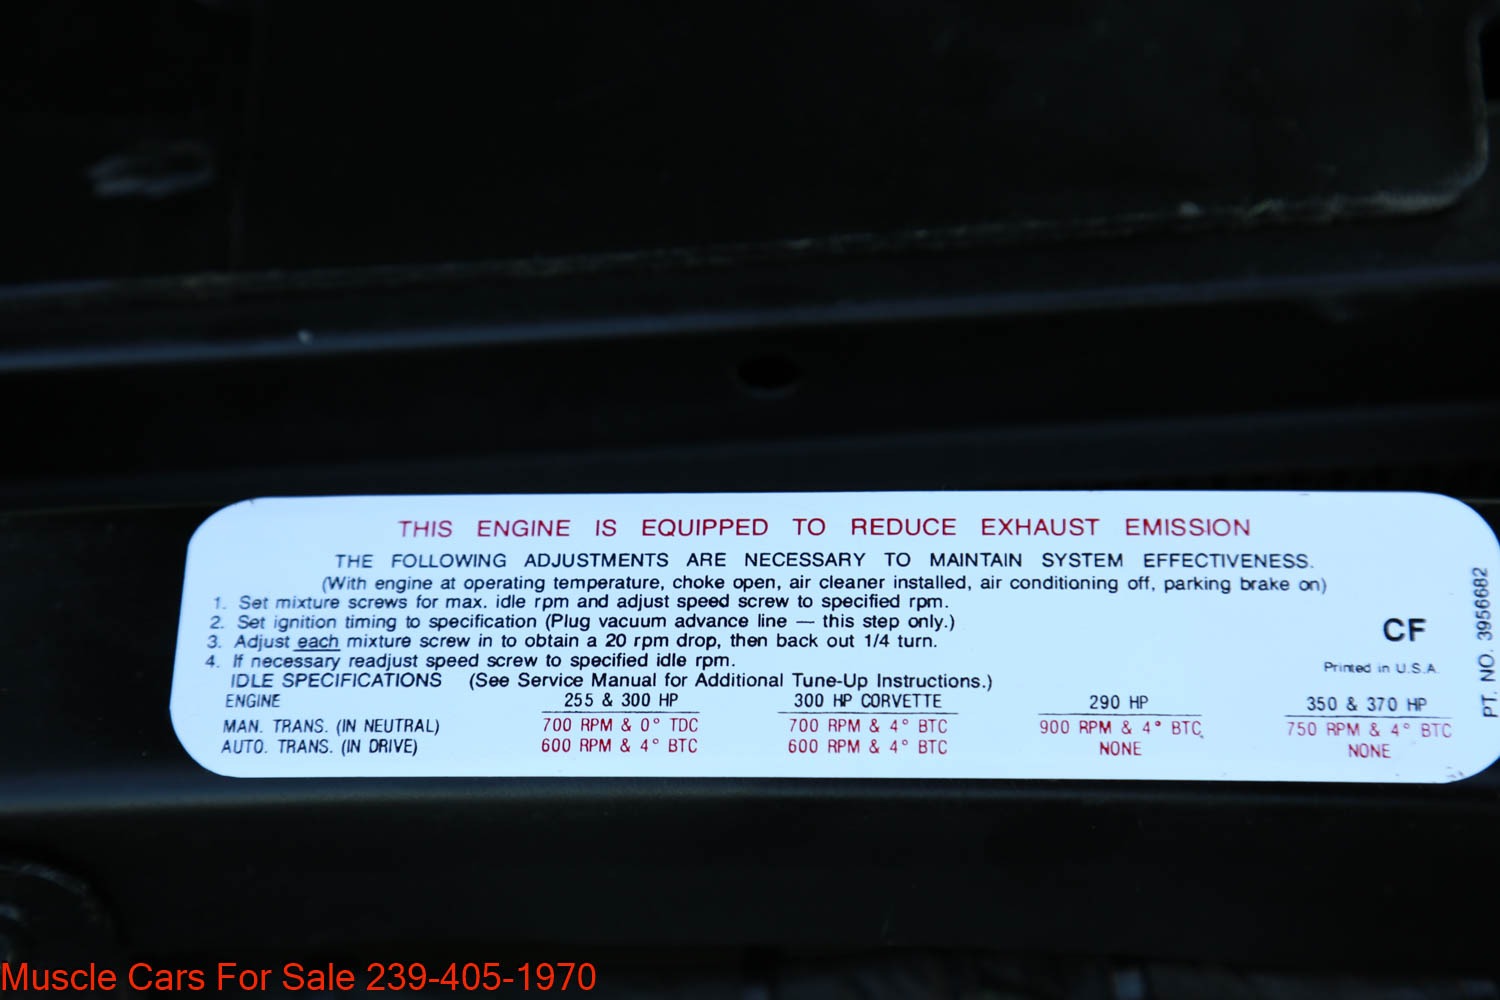 THIS ENGINE IS EQUIPPED TO REDUCE EXHAUST EMISSION
THE FOLLOWING ADJUSTMENTS ARE NECESSARY TO MAINTAIN SYSTEM EFFECTIVENESS.
(With engine at operating temperature, choke open, air cleaner installed, air conditioning off, parking brake on)
1. Set mixture screws for max. idle rpm and adjust speed screw to specified rpm.
2. Set ignition timing to specification (Plug vacuum advance line — this step only.)
3. Adjust each mixture screw in to obtain a 20 rpm drop, then back out 1/4 turn.
4. If necessary readjust speed screw to specified idle rpm.
CF
Printed in U.S.A.
PT. NO. 3956682
IDLE SPECIFICATIONS (See Service Manual for Additional Tune-Up Instructions.)
ENGINE 255 & 300 HP 300 HP CORVETTE 290 HP 350 & 370 HP
MAN. TRANS. (IN NEUTRAL) 700 RPM & 0° TDC 700 RPM & 4° BTC 900 RPM & 4° BTC 750 RPM & 4° BTC
AUTO. TRANS. (IN DRIVE) 600 RPM & 4° BTC 600 RPM & 4° BTC NONE NONE
Muscle Cars For Sale 239-405-1970